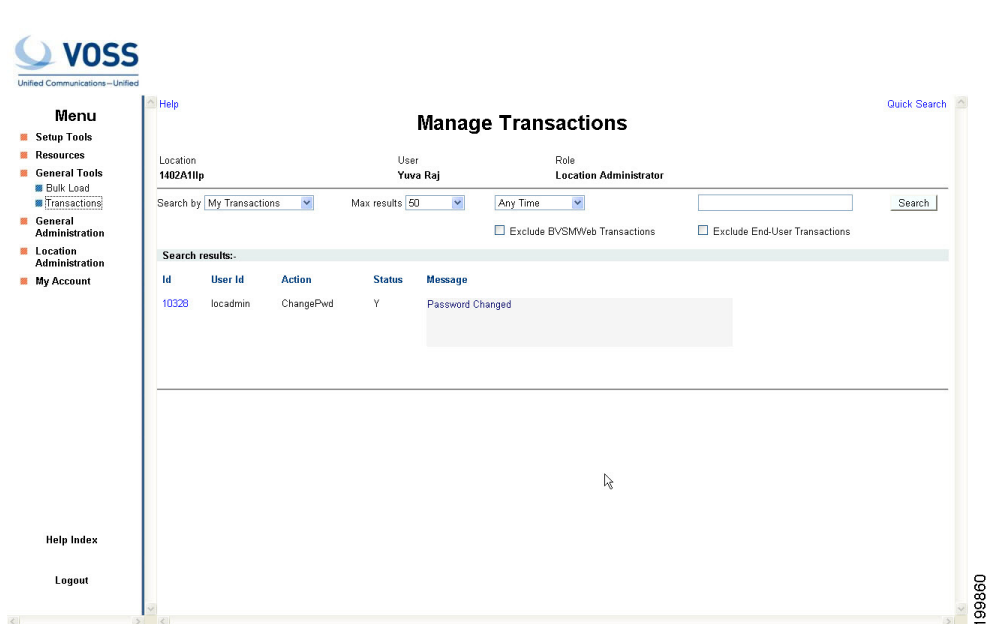 VOSS
Unified Communications—Unified
Menu
Setup Tools
Resources
General Tools
Bulk Load
Transactions
General
Administration
Location
Administration
My Account
Help Index
Logout
Help
Quick Search
Manage Transactions
Location User Role
1402A1llp Yuva Raj Location Administrator
Search by My Transactions Max results 50 Any Time Search
Exclude BVSMWeb Transactions Exclude End-User Transactions
Search results:-
Id User Id Action Status Message
10328 locadmin ChangePwd Y Password Changed
199860